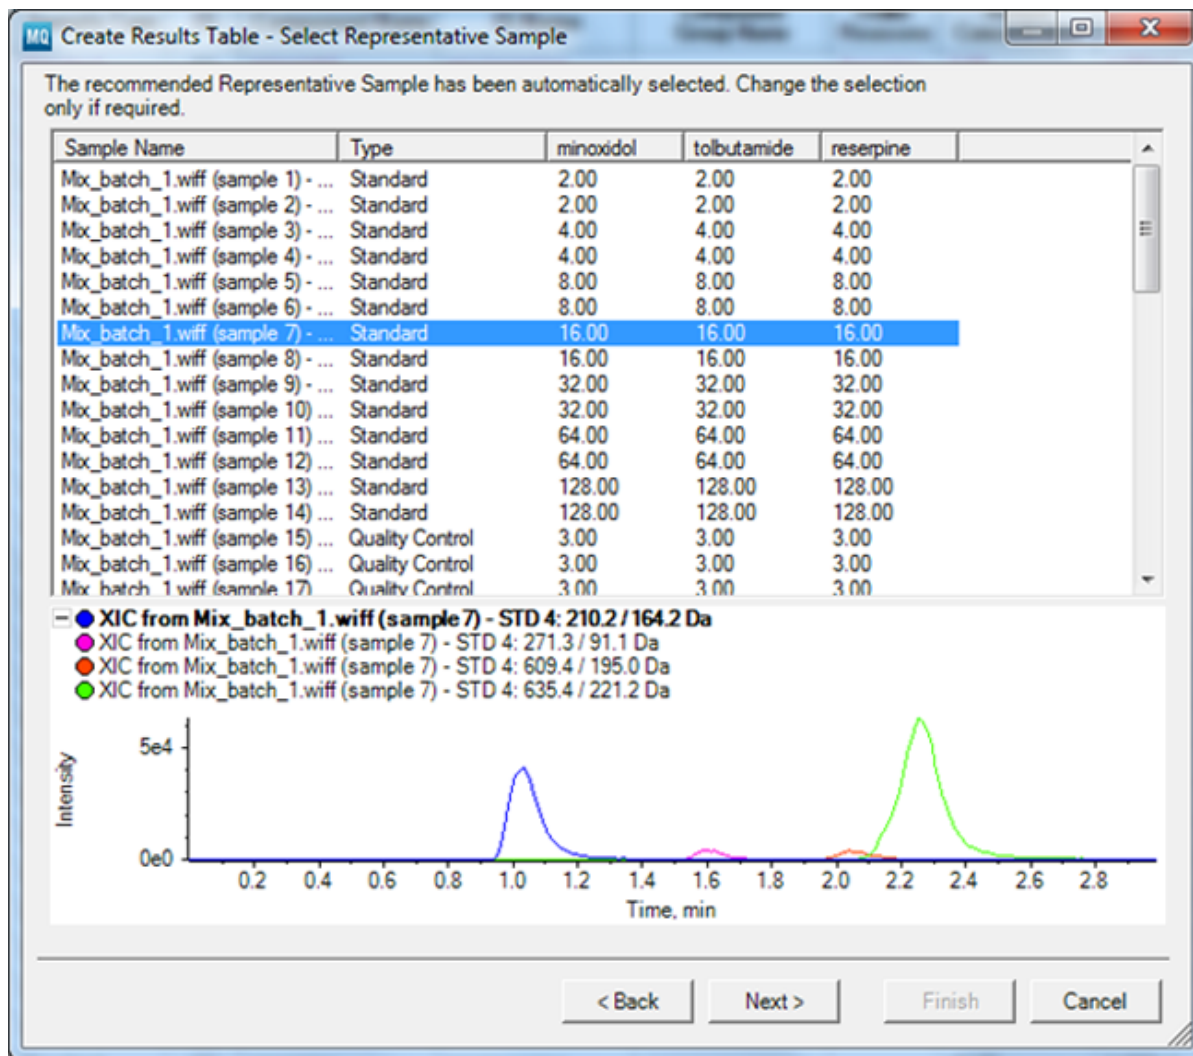 MQ Create Results Table - Select Representative Sample
The recommended Representative Sample has been automatically selected. Change the selection
only if required.
Sample Name Type minoxidol tolbutamide reserpine
Mix_batch_1.wiff (sample 1) - ... Standard 2.00 2.00 2.00
Mix_batch_1.wiff (sample 2) - ... Standard 2.00 2.00 2.00
Mix_batch_1.wiff (sample 3) - ... Standard 4.00 4.00 4.00
Mix_batch_1.wiff (sample 4) - ... Standard 4.00 4.00 4.00
Mix_batch_1.wiff (sample 5) - ... Standard 8.00 8.00 8.00
Mix_batch_1.wiff (sample 6) - ... Standard 8.00 8.00 8.00
Mix_batch_1.wiff (sample 7) - ... Standard 16.00 16.00 16.00
Mix_batch_1.wiff (sample 8) - ... Standard 16.00 16.00 16.00
Mix_batch_1.wiff (sample 9) - ... Standard 32.00 32.00 32.00
Mix_batch_1.wiff (sample 10) ... Standard 32.00 32.00 32.00
Mix_batch_1.wiff (sample 11) ... Standard 64.00 64.00 64.00
Mix_batch_1.wiff (sample 12) ... Standard 64.00 64.00 64.00
Mix_batch_1.wiff (sample 13) ... Standard 128.00 128.00 128.00
Mix_batch_1.wiff (sample 14) ... Standard 128.00 128.00 128.00
Mix_batch_1.wiff (sample 15) ... Quality Control 3.00 3.00 3.00
Mix_batch_1.wiff (sample 16) ... Quality Control 3.00 3.00 3.00
Mix_batch_1.wiff (sample 17) Quality Control 3.00 3.00 3.00
XIC from Mix_batch_1.wiff (sample 7) - STD 4: 210.2 / 164.2 Da
XIC from Mix_batch_1.wiff (sample 7) - STD 4: 271.3 / 91.1 Da
XIC from Mix_batch_1.wiff (sample 7) - STD 4: 609.4 / 195.0 Da
XIC from Mix_batch_1.wiff (sample 7) - STD 4: 635.4 / 221.2 Da
Intensity
5e4
0e0
0.2 0.4 0.6 0.8 1.0 1.2 1.4 1.6 1.8 2.0 2.2 2.4 2.6 2.8
Time, min
< Back Next > Finish Cancel